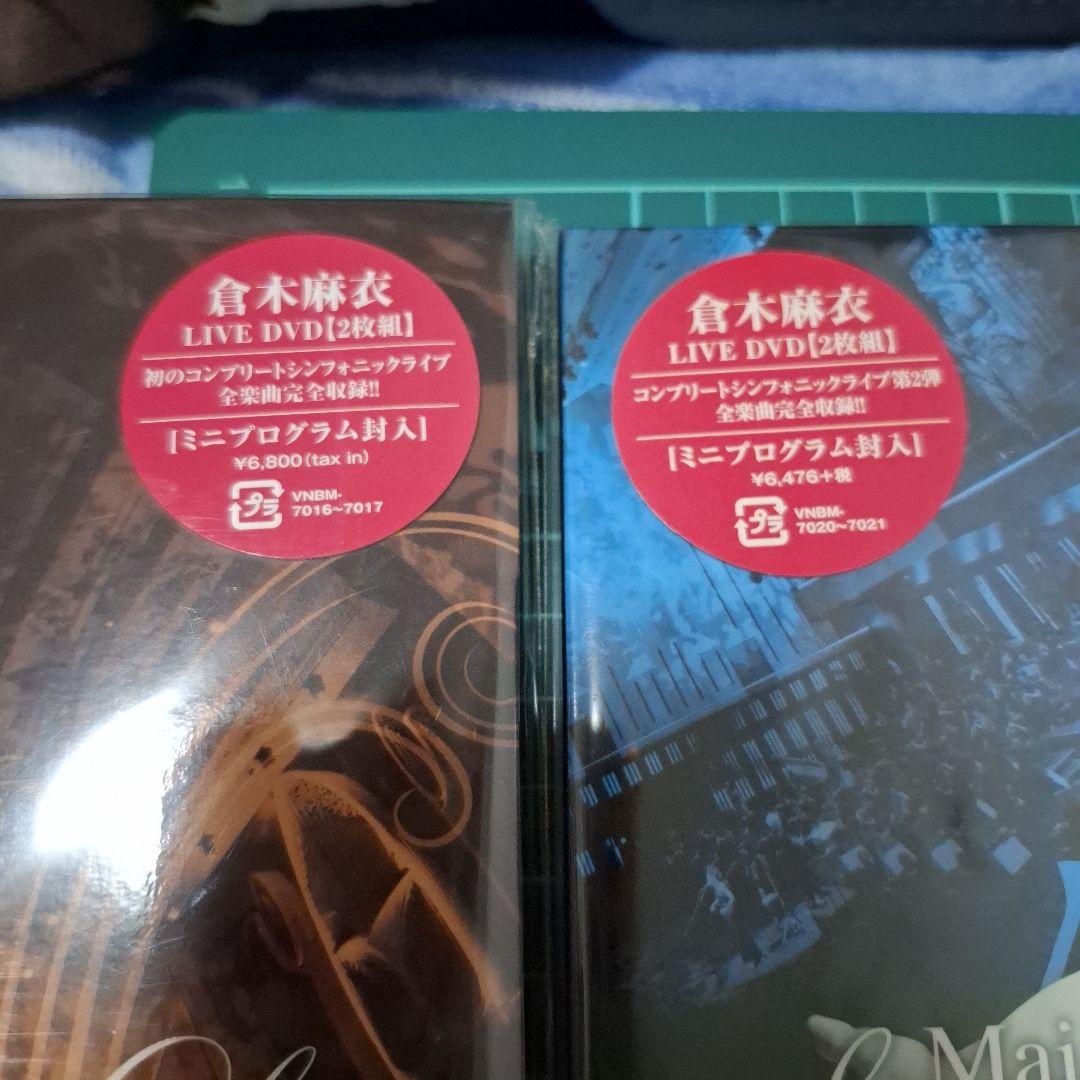 倉木麻衣
LIVE DVD【2枚組】
初のコンプリートシンフォニックライブ
全楽曲完全収録!!
[ミニプログラム封入]
¥6,800(tax in)
プラ
VNBM-
7016~7017
倉木麻衣
LIVE DVD【2枚組】
コンプリートシンフォニックライブ第2弾
全楽曲完全収録!!
[ミニプログラム封入]
¥6,476+税
プラ
VNBM-
7020~7021
Mai